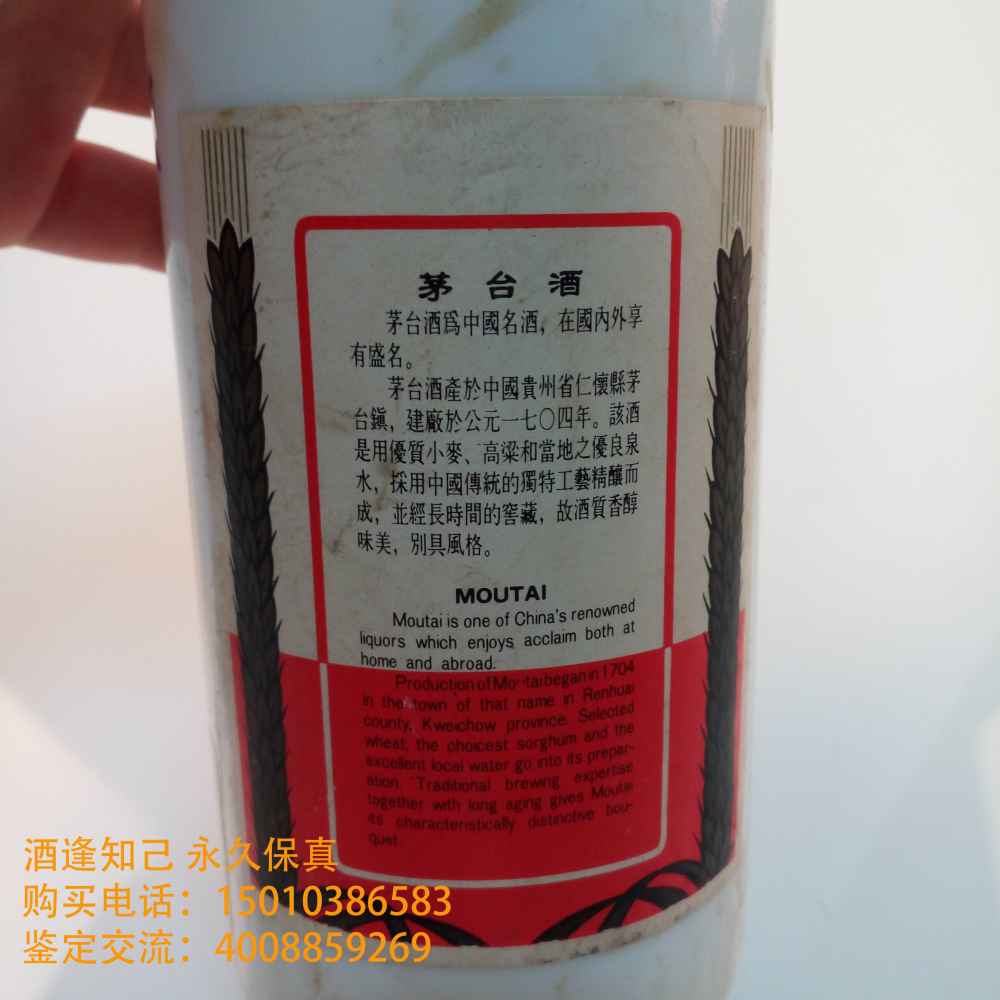 茅台酒
茅台酒爲中國名酒，在國內外享
有盛名。
茅台酒產於中國貴州省仁懷縣茅
台鎭，建廠於公元一七〇四年。該酒
是用優質小麥、高粱和當地之優良泉
水，採用中國傳統的獨特工藝精釀而
成，並經長時間的窖藏，故酒質香醇
味美，別具風格。
MOUTAI
Moutai is one of China's renowned
liquors which enjoys acclaim both at
home and abroad.
Production of Moutai began in 1704
in the town of that name in Renhuai
county, Kweichow province. Selected
wheat, the choicest sorghum and the
excellent local water go into its prepar-
ation. Traditional brewing expertise
together with long aging gives Moutai
its characteristically distinctive bou-
quet.
酒逢知己 永久保真
购买电话：15010386583
鉴定交流：4008859269